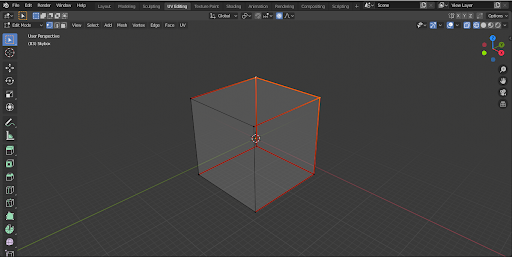 File Edit Render Window Help Layout Modeling Sculpting UV Editing Texture Paint Shading Animation Rendering Compositing Scripting + Scene View Layer
Global Options
Edit Mode View Select Add Mesh Vertex Edge Face UV
User Perspective
(83) Skybox